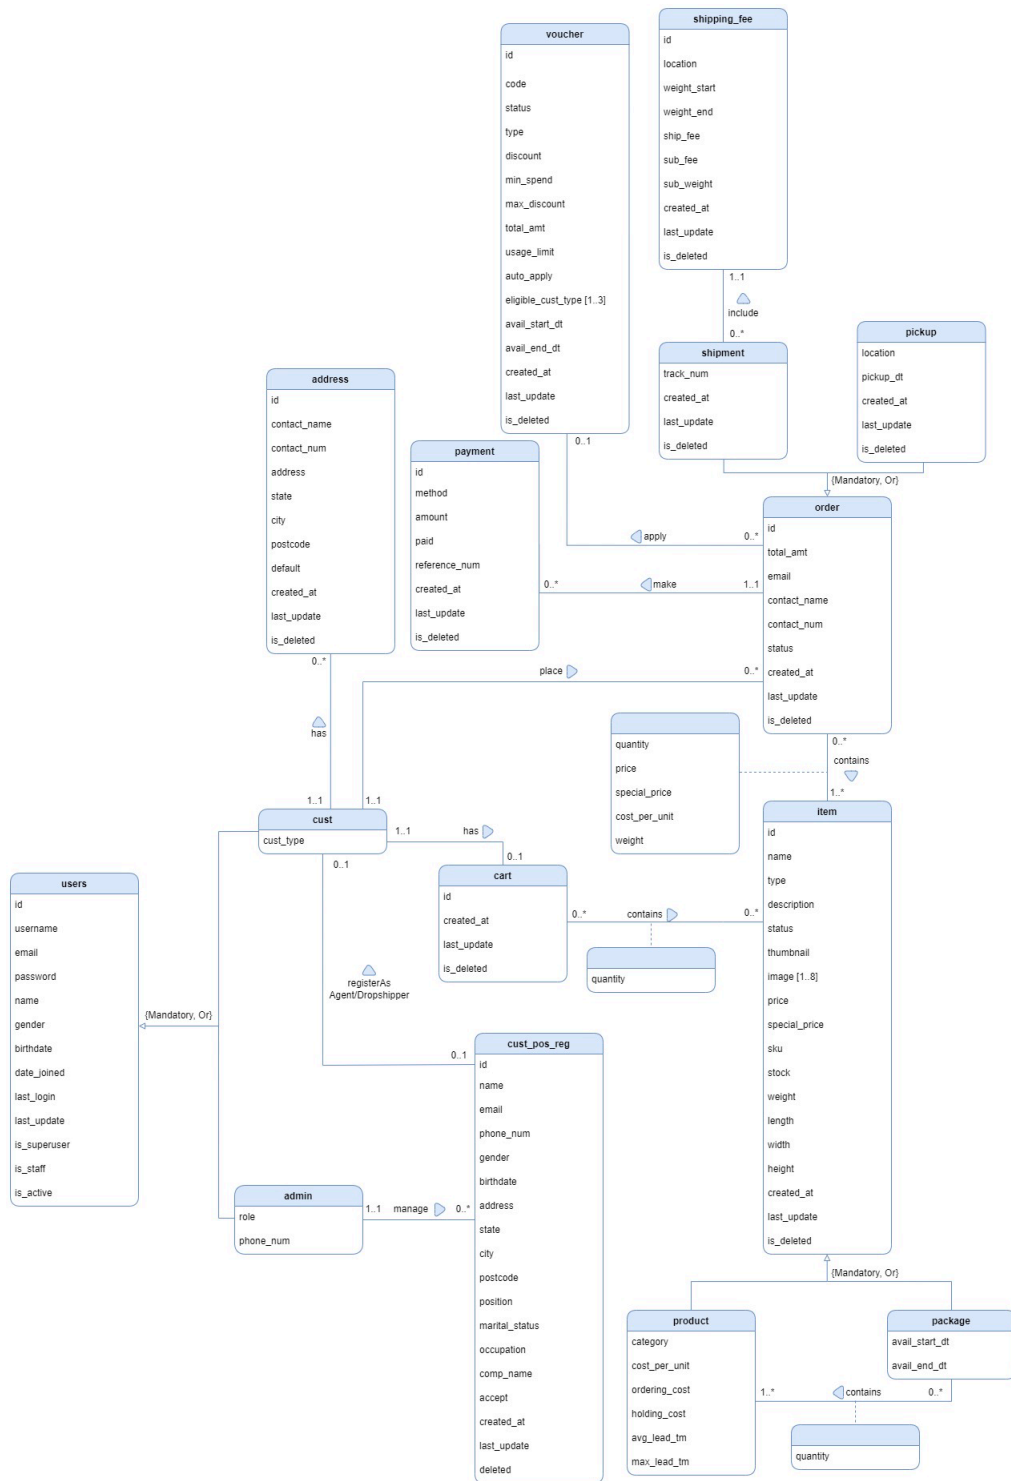 shipping_fee
id
location
weight_start
weight_end
ship_fee
sub_fee
sub_weight
created_at
last_update
is_deleted
voucher
id
code
status
type
discount
min_spend
max_discount
total_amt
usage_limit
auto_apply
eligible_cust_type [1..3]
avail_start_dt
avail_end_dt
created_at
last_update
is_deleted
1..1
include
0..*
shipment
track_num
created_at
last_update
is_deleted
pickup
location
pickup_dt
created_at
last_update
is_deleted
{Mandatory, Or}
address
id
contact_name
contact_num
address
state
city
postcode
default
created_at
last_update
is_deleted
payment
id
method
amount
paid
reference_num
created_at
last_update
is_deleted
order
id
total_amt
email
contact_name
contact_num
status
created_at
last_update
is_deleted
0..1
apply
0..*
0..*
make
1..1
place
0..*
0..*
has
1..1
1..1
quantity
price
special_price
cost_per_unit
weight
0..*
contains
1..*
cust
cust_type
1..1
has
0..1
0..1
cart
id
created_at
last_update
is_deleted
0..*
contains
0..*
quantity
item
id
name
type
description
status
thumbnail
image [1..8]
price
special_price
sku
stock
weight
length
width
height
created_at
last_update
is_deleted
users
id
username
email
password
name
gender
birthdate
date_joined
last_login
last_update
is_superuser
is_staff
is_active
{Mandatory, Or}
registerAs
Agent/Dropshipper
0..1
cust_pos_reg
id
name
email
phone_num
gender
birthdate
address
state
city
postcode
position
marital_status
occupation
comp_name
accept
created_at
last_update
deleted
admin
role
phone_num
1..1
manage
0..*
{Mandatory, Or}
product
category
cost_per_unit
ordering_cost
holding_cost
avg_lead_tm
max_lead_tm
package
avail_start_dt
avail_end_dt
1..*
contains
0..*
quantity